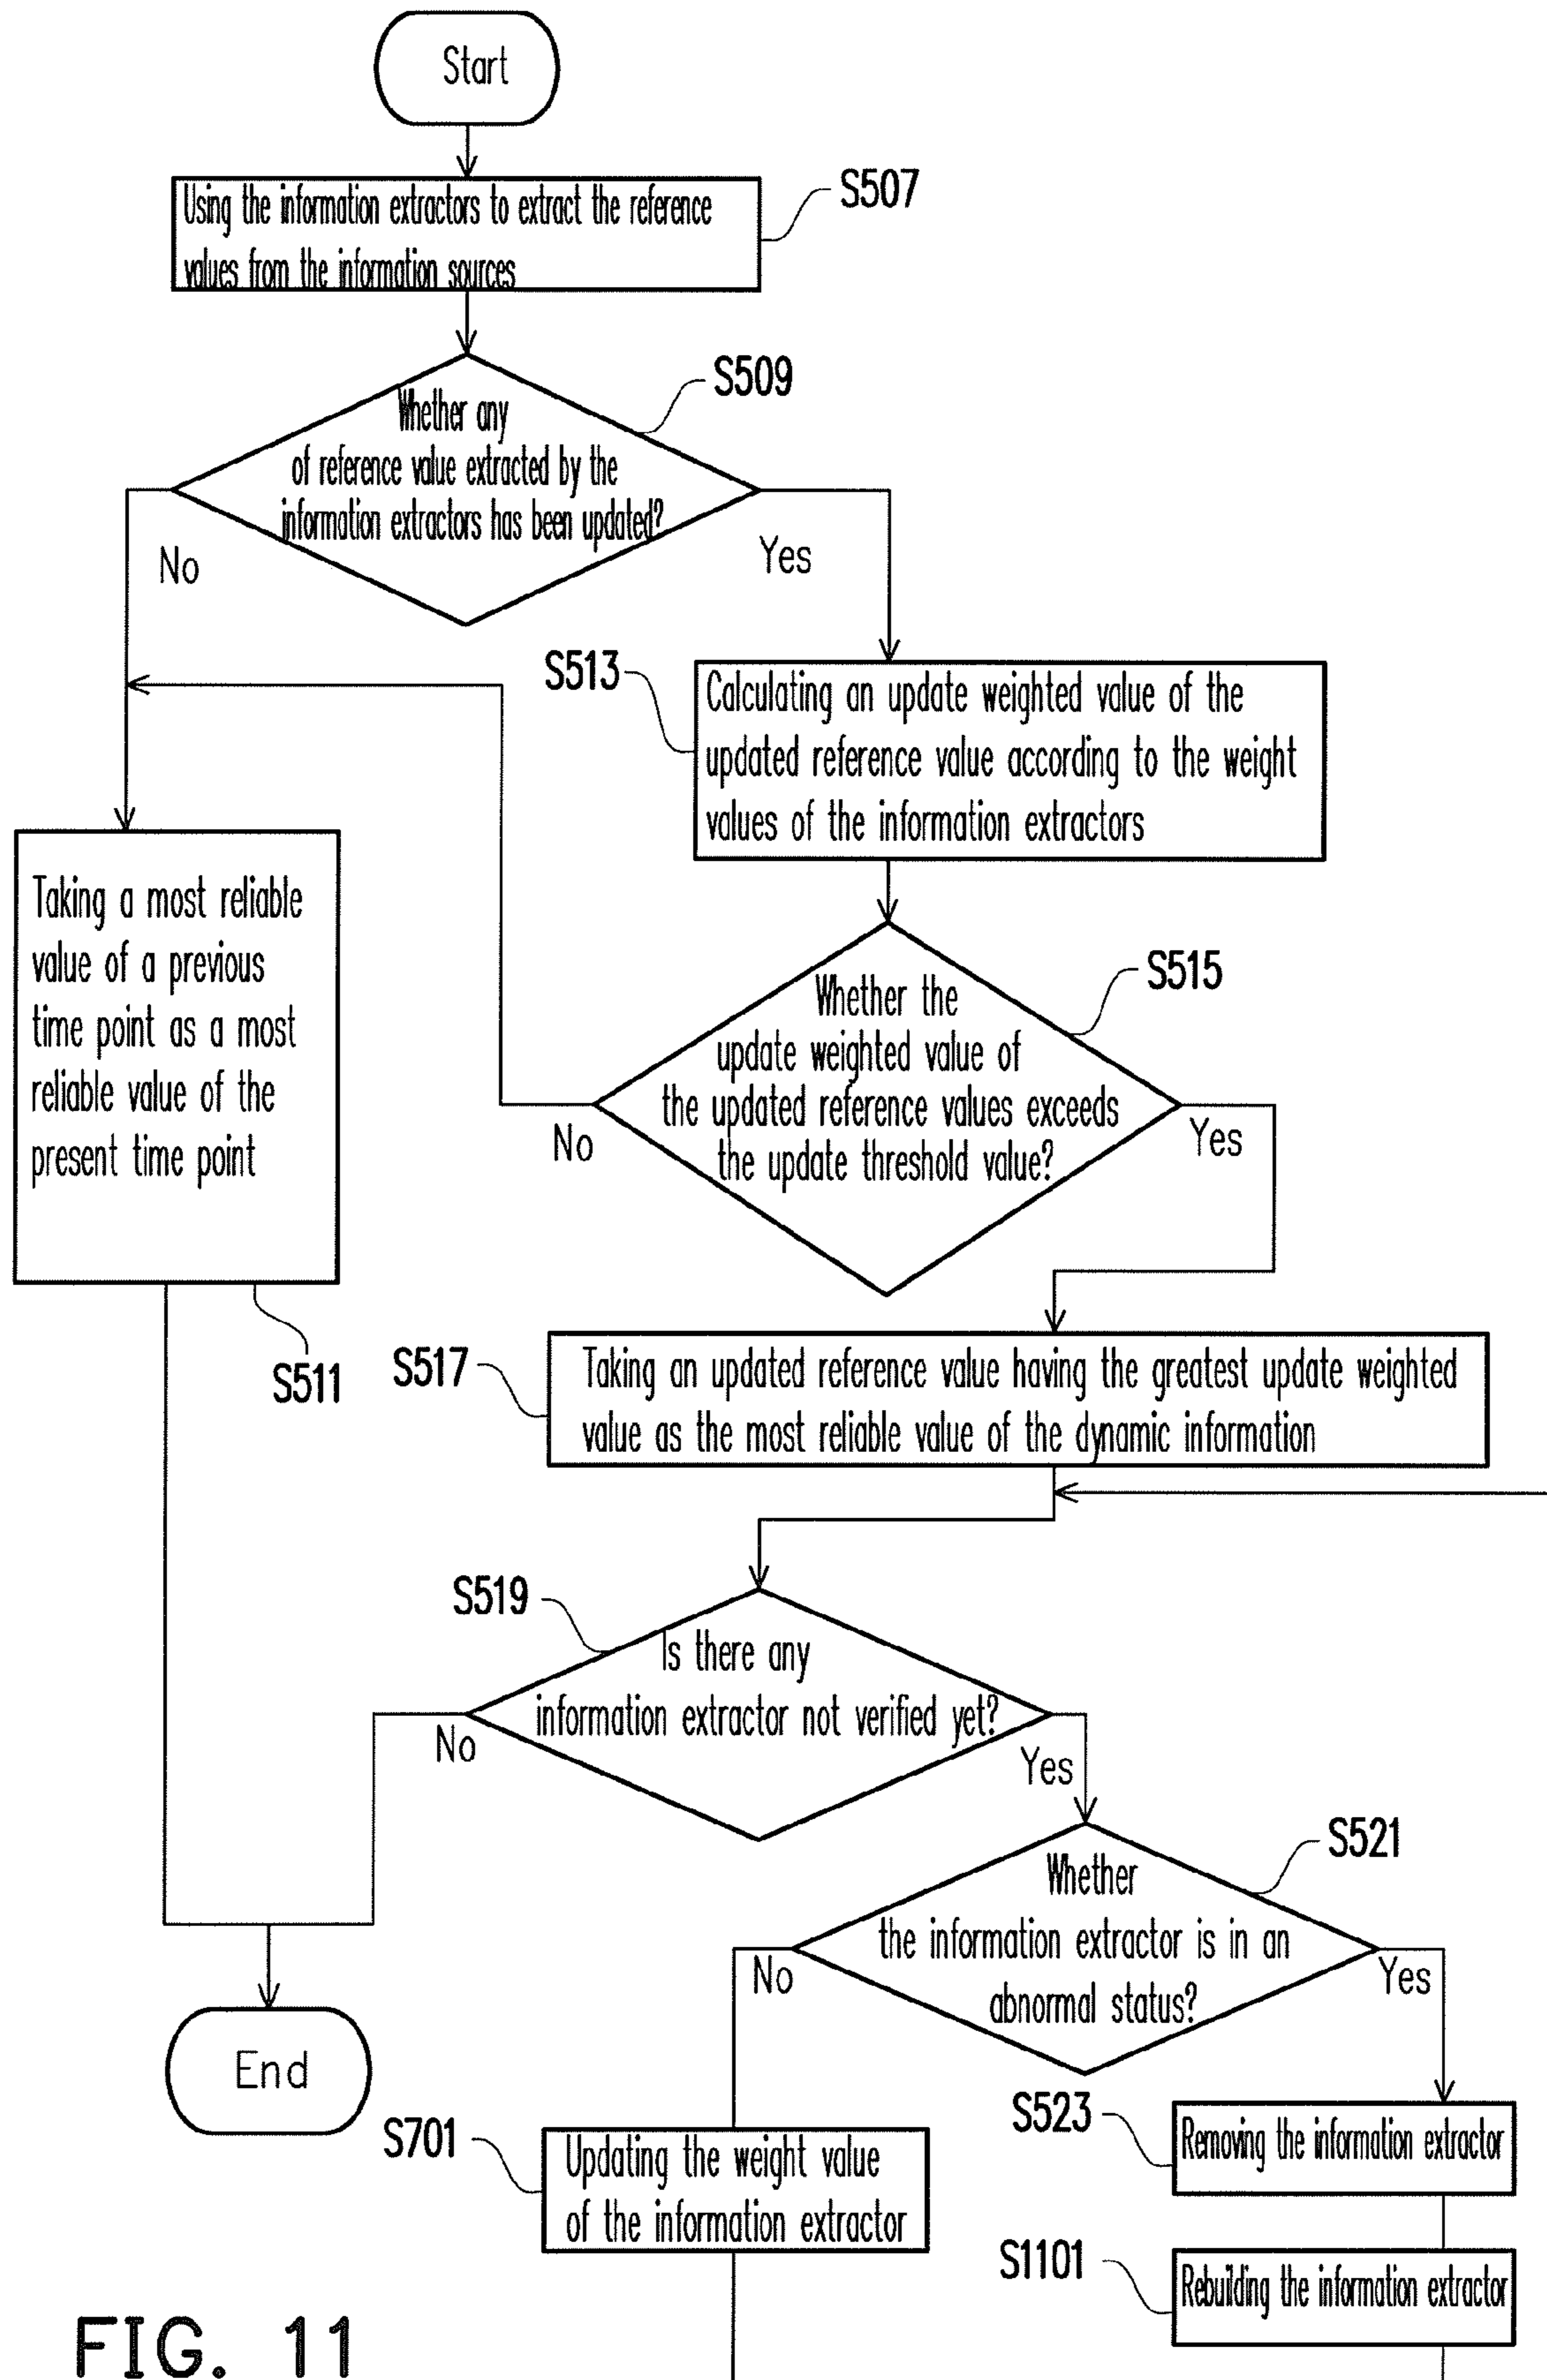 Start
Using the information extractors to extract the reference
values from the information sources
S507
Whether any
of reference value extracted by the
information extractors has been updated?
S509
No
Yes
S513
Calculating an update weighted value of the
updated reference value according to the weight
values of the information extractors
Taking a most reliable
value of a previous
time point as a most
reliable value of the
present time point
S511
Whether the
update weighted value of
the updated reference values exceeds
the update threshold value?
S515
No
Yes
S517
Taking an updated reference value having the greatest update weighted
value as the most reliable value of the dynamic information
S519
Is there any
information extractor not verified yet?
No
Yes
S521
Whether
the information extractor is in an
abnormal status?
No
Yes
End
S523
Removing the information extractor
S701
Updating the weight value
of the information extractor
S1101
Rebuilding the information extractor
FIG. 11